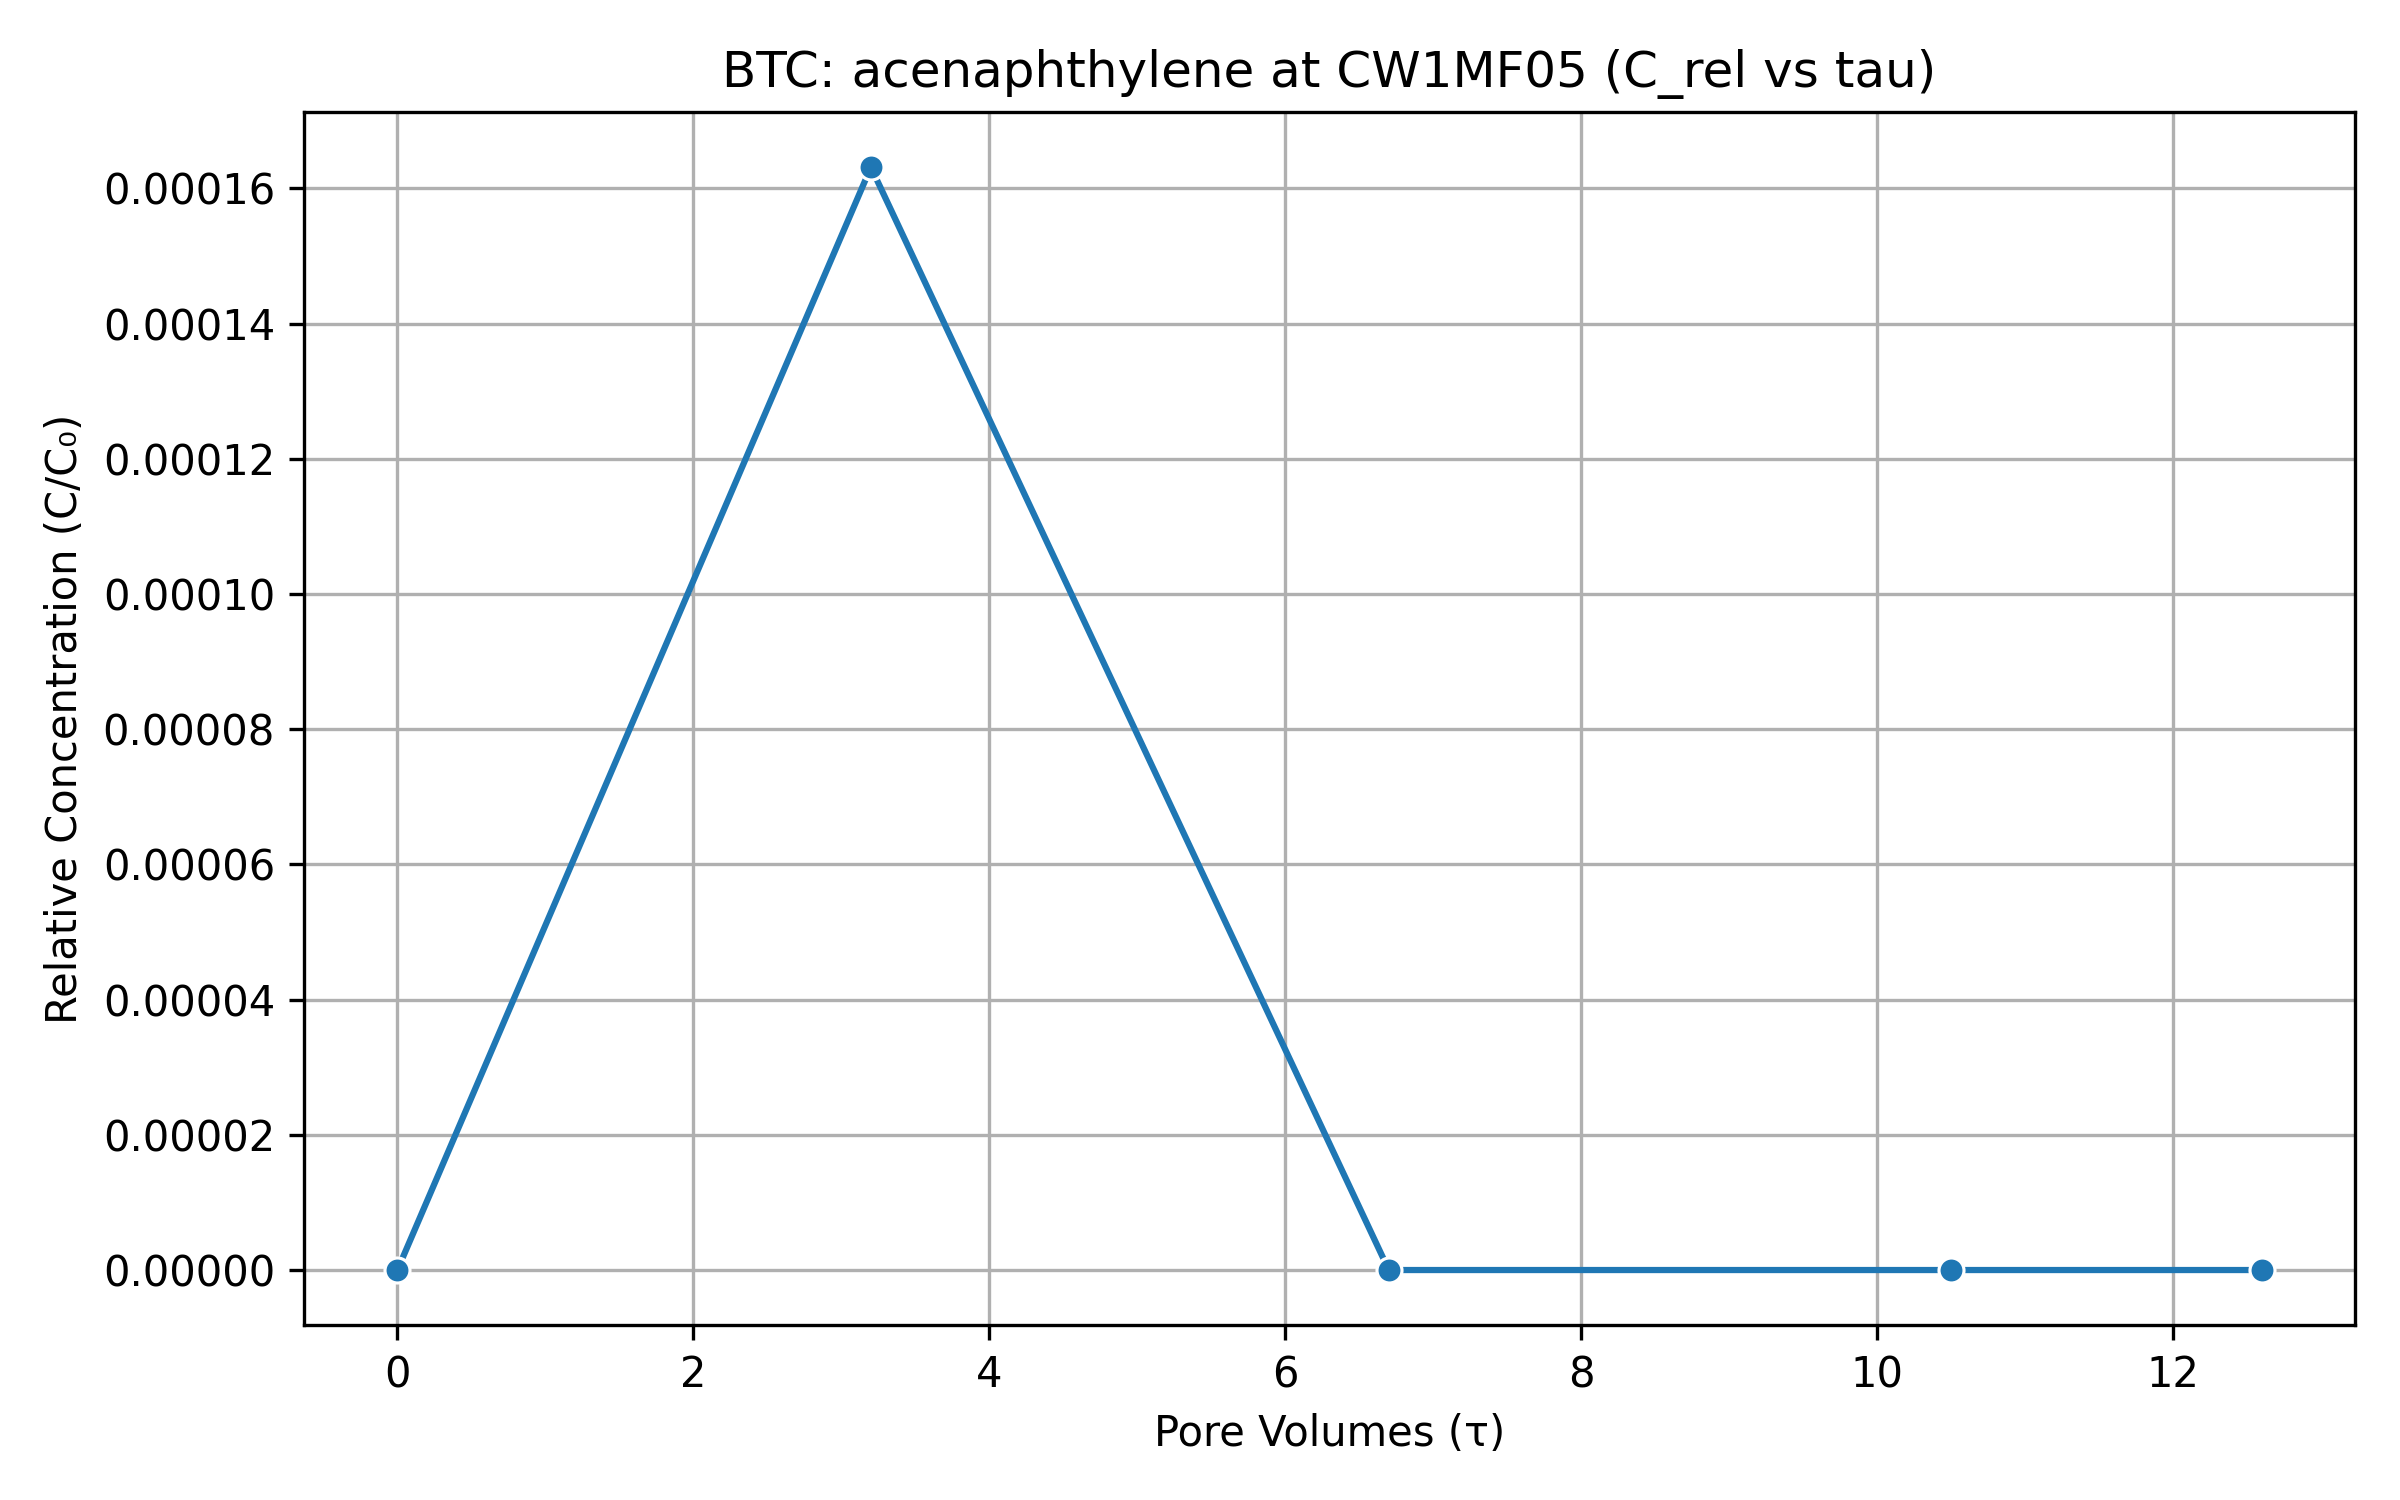 BTC: acenaphthylene at CW1MF05 (C_rel vs tau)
Relative Concentration (C/C₀)
0.00016
0.00014
0.00012
0.00010
0.00008
0.00006
0.00004
0.00002
0.00000
0 2 4 6 8 10 12
Pore Volumes (τ)